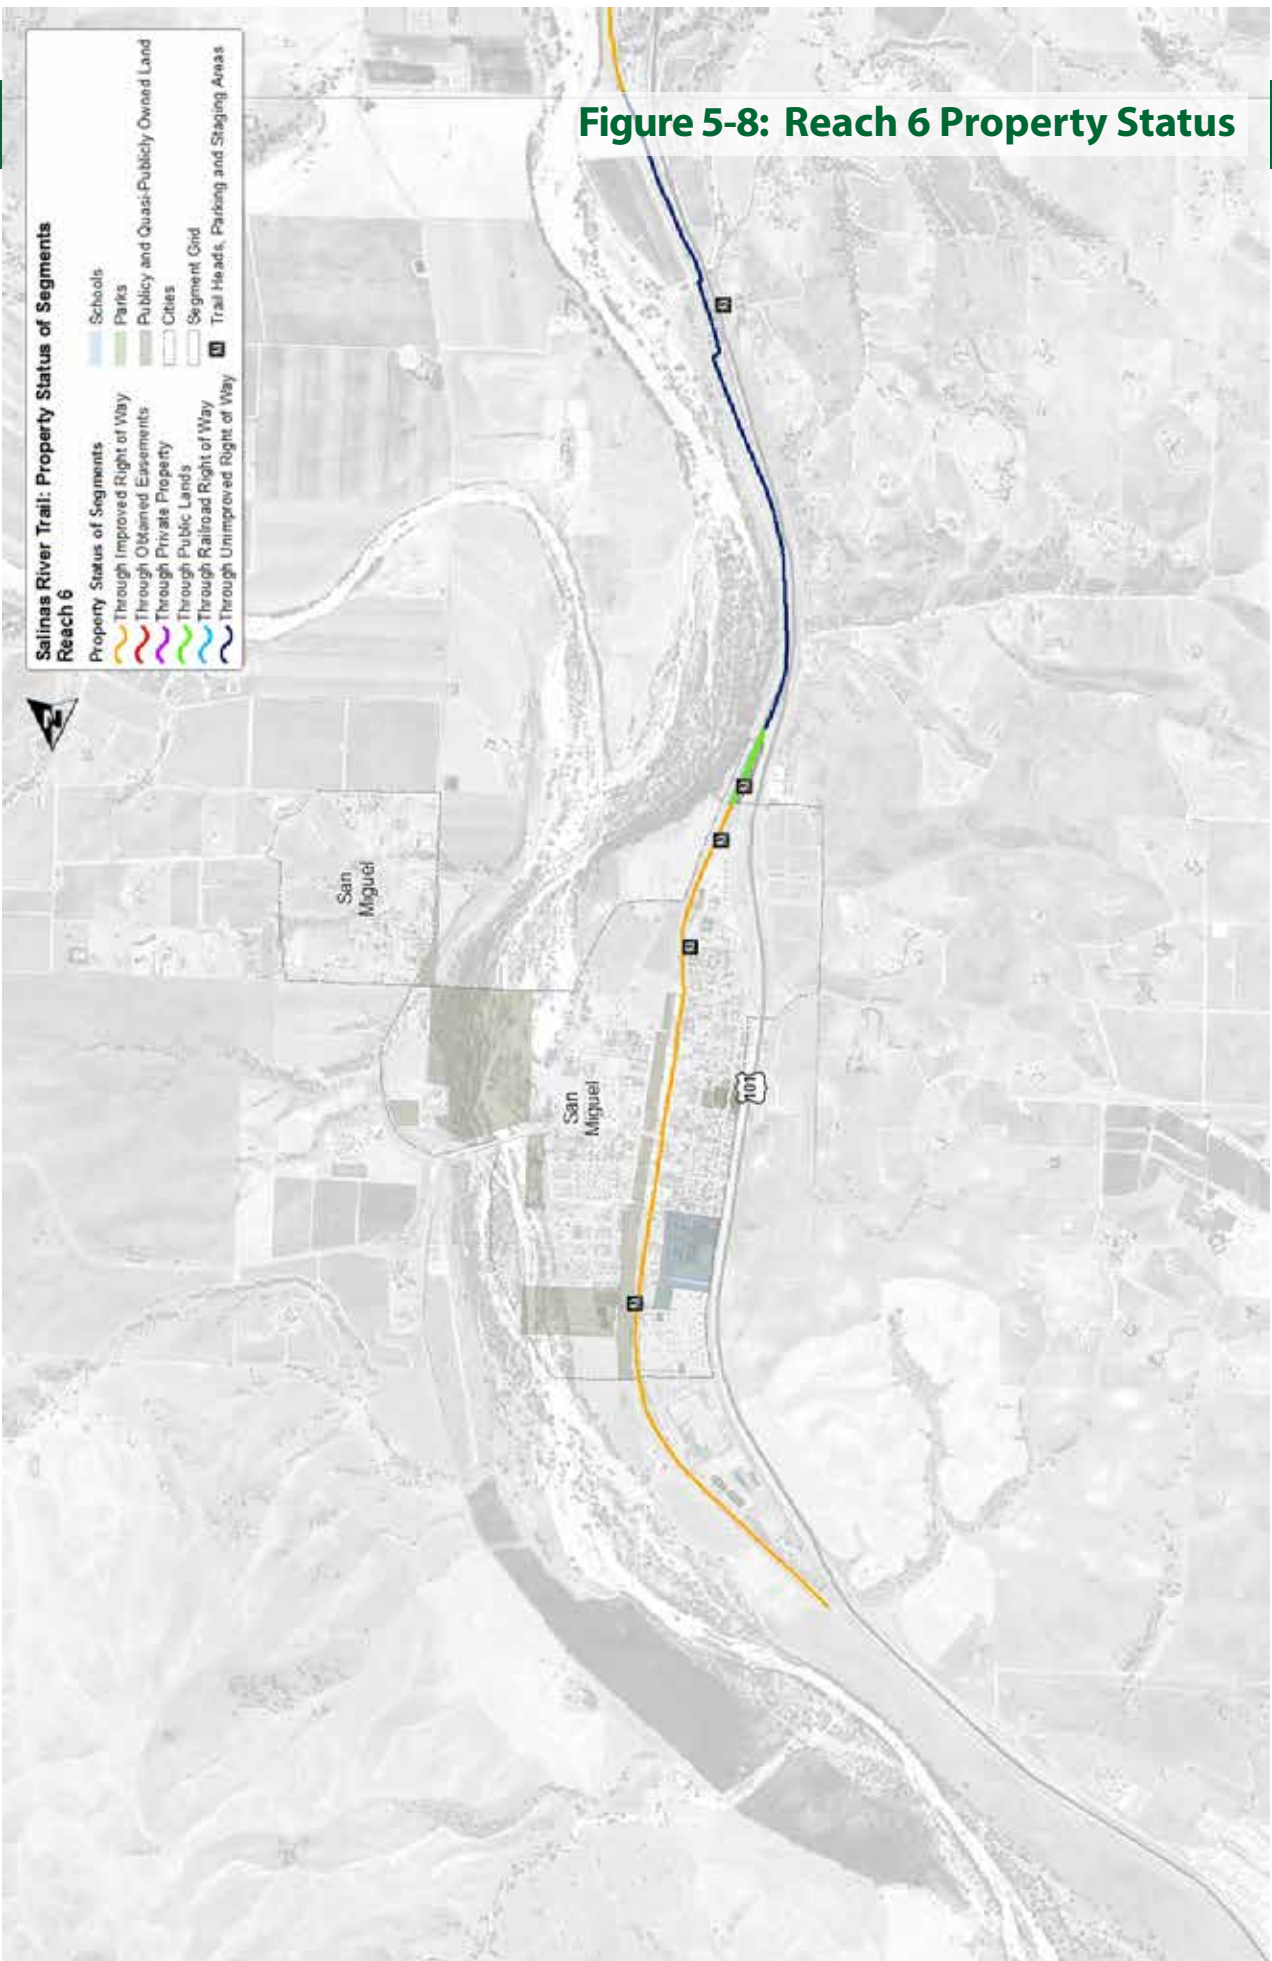 Figure 5-8: Reach 6 Property Status
Salinas River Trail: Property Status of Segments
Reach 6
Property Status of Segments
Through Improved Right of Way
Through Obtained Easements
Through Private Property
Through Public Lands
Through Railroad Right of Way
Through Unimproved Right of Way
Schools
Parks
Publicy and Quasi-Publicly Owned Land
Cities
Segment Grid
Trail Heads, Parking and Staging Areas
San
Miguel
San
Miguel
101